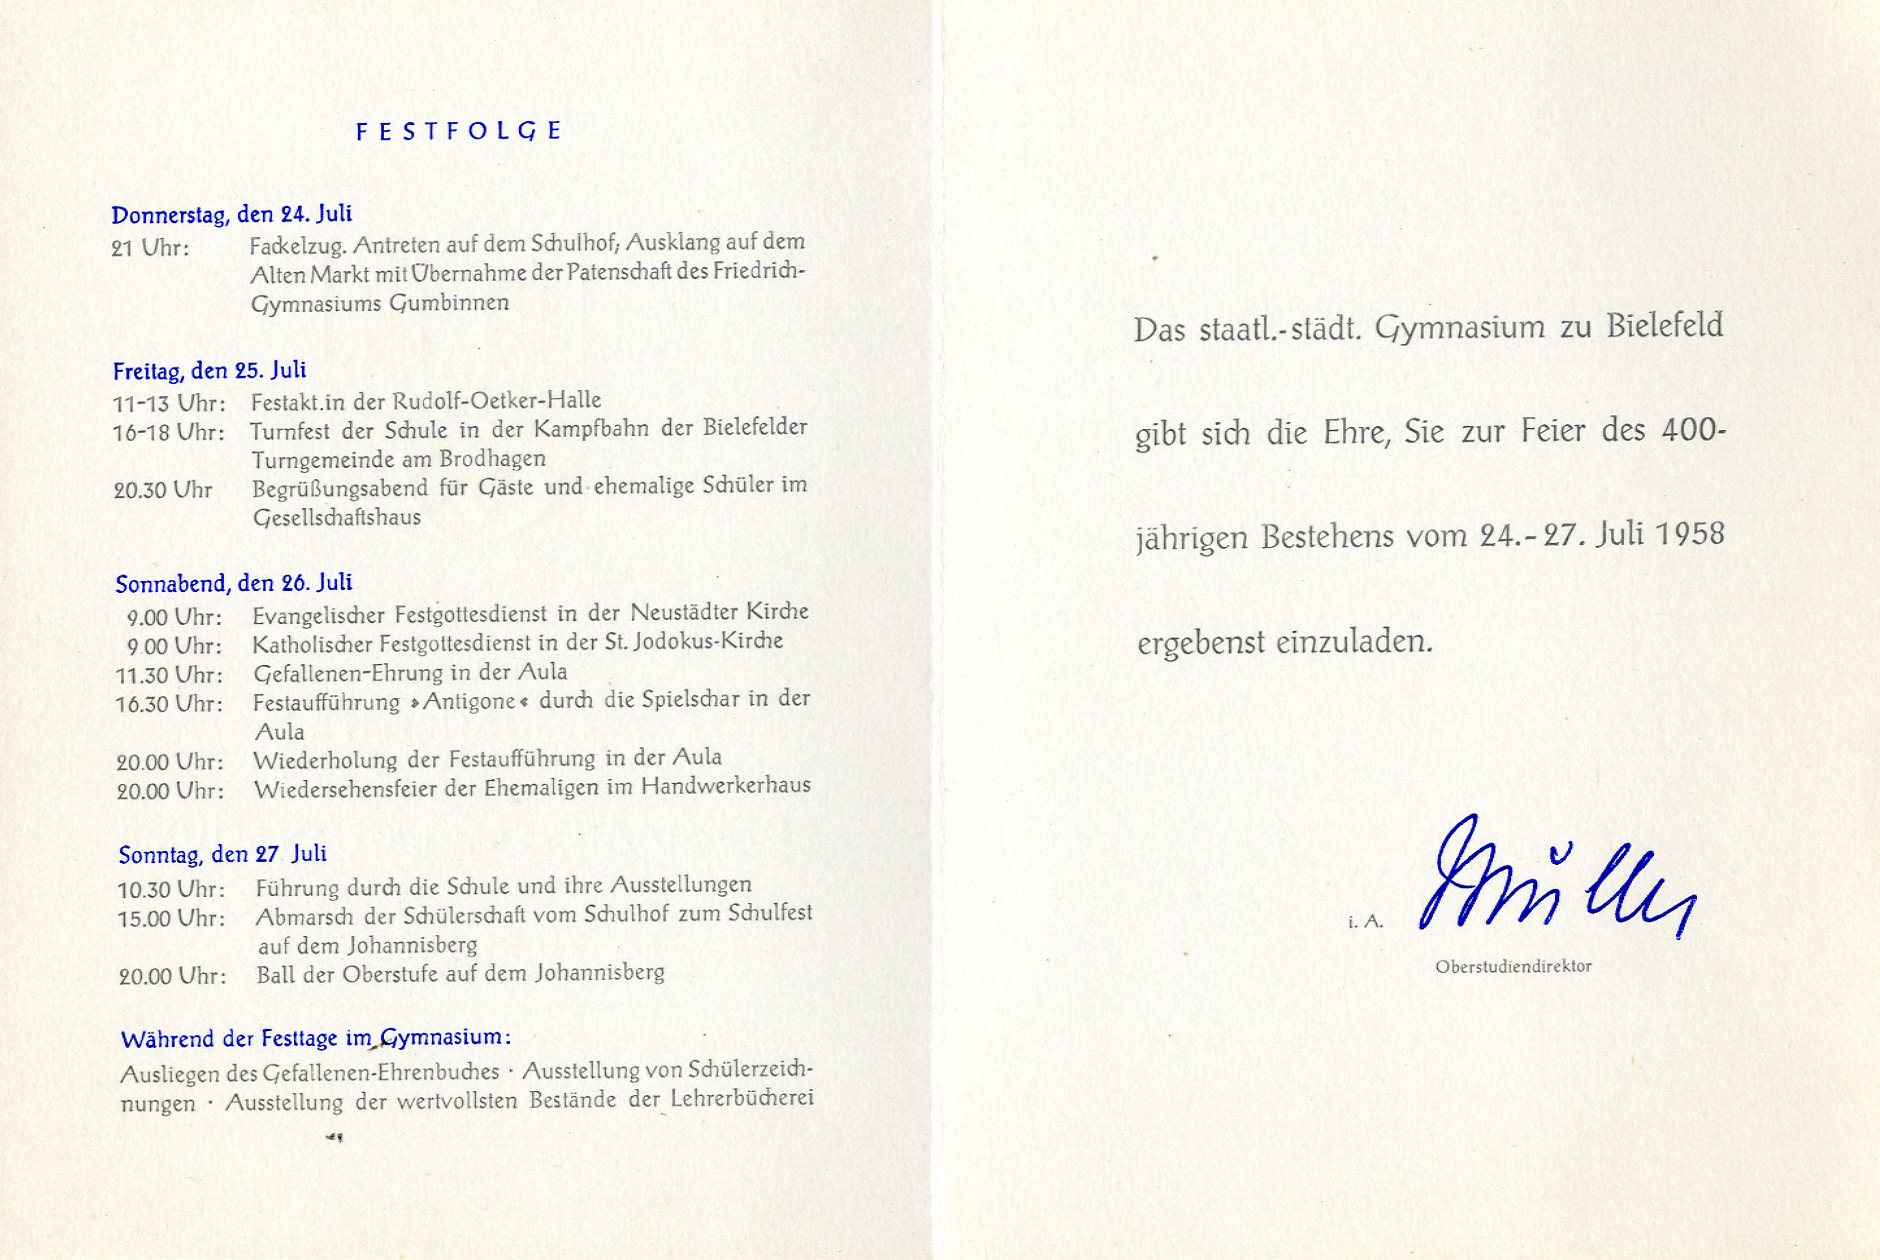 FESTFOLGE
Donnerstag, den 24. Juli
21 Uhr: Fackelzug. Antreten auf dem Schulhof; Ausklang auf dem
Alten Markt mit Übernahme der Patenschaft des Friedrich-
Gymnasiums Gumbinnen
Freitag, den 25. Juli
11-13 Uhr: Festakt.in der Rudolf-Oetker-Halle
16-18 Uhr: Turnfest der Schule in der Kampfbahn der Bielefelder
Turngemeinde am Brodhagen
20.30 Uhr Begrüßungsabend für Gäste und ehemalige Schüler im
Gesellschaftshaus
Sonnabend, den 26. Juli
9.00 Uhr: Evangelischer Festgottesdienst in der Neustädter Kirche
9 00 Uhr: Katholischer Festgottesdienst in der St. Jodokus-Kirche
11.30 Uhr: Gefallenen-Ehrung in der Aula
16.30 Uhr: Festaufführung »Antigone« durch die Spielschar in der
Aula
20.00 Uhr: Wiederholung der Festaufführung in der Aula
20.00 Uhr: Wiedersehensfeier der Ehemaligen im Handwerkerhaus
Sonntag, den 27 Juli
10.30 Uhr: Führung durch die Schule und ihre Ausstellungen
15.00 Uhr: Abmarsch der Schülerschaft vom Schulhof zum Schulfest
auf dem Johannisberg
20.00 Uhr: Ball der Oberstufe auf dem Johannisberg
Während der Festtage im Gymnasium:
Ausliegen des Gefallenen-Ehrenbuches · Ausstellung von Schülerzeich-
nungen · Ausstellung der wertvollsten Bestände der Lehrerbücherei
Das staatl.-städt. Gymnasium zu Bielefeld
gibt sich die Ehre, Sie zur Feier des 400-
jährigen Bestehens vom 24.-27. Juli 1958
ergebenst einzuladen.
i. A. Müller
Oberstudiendirektor